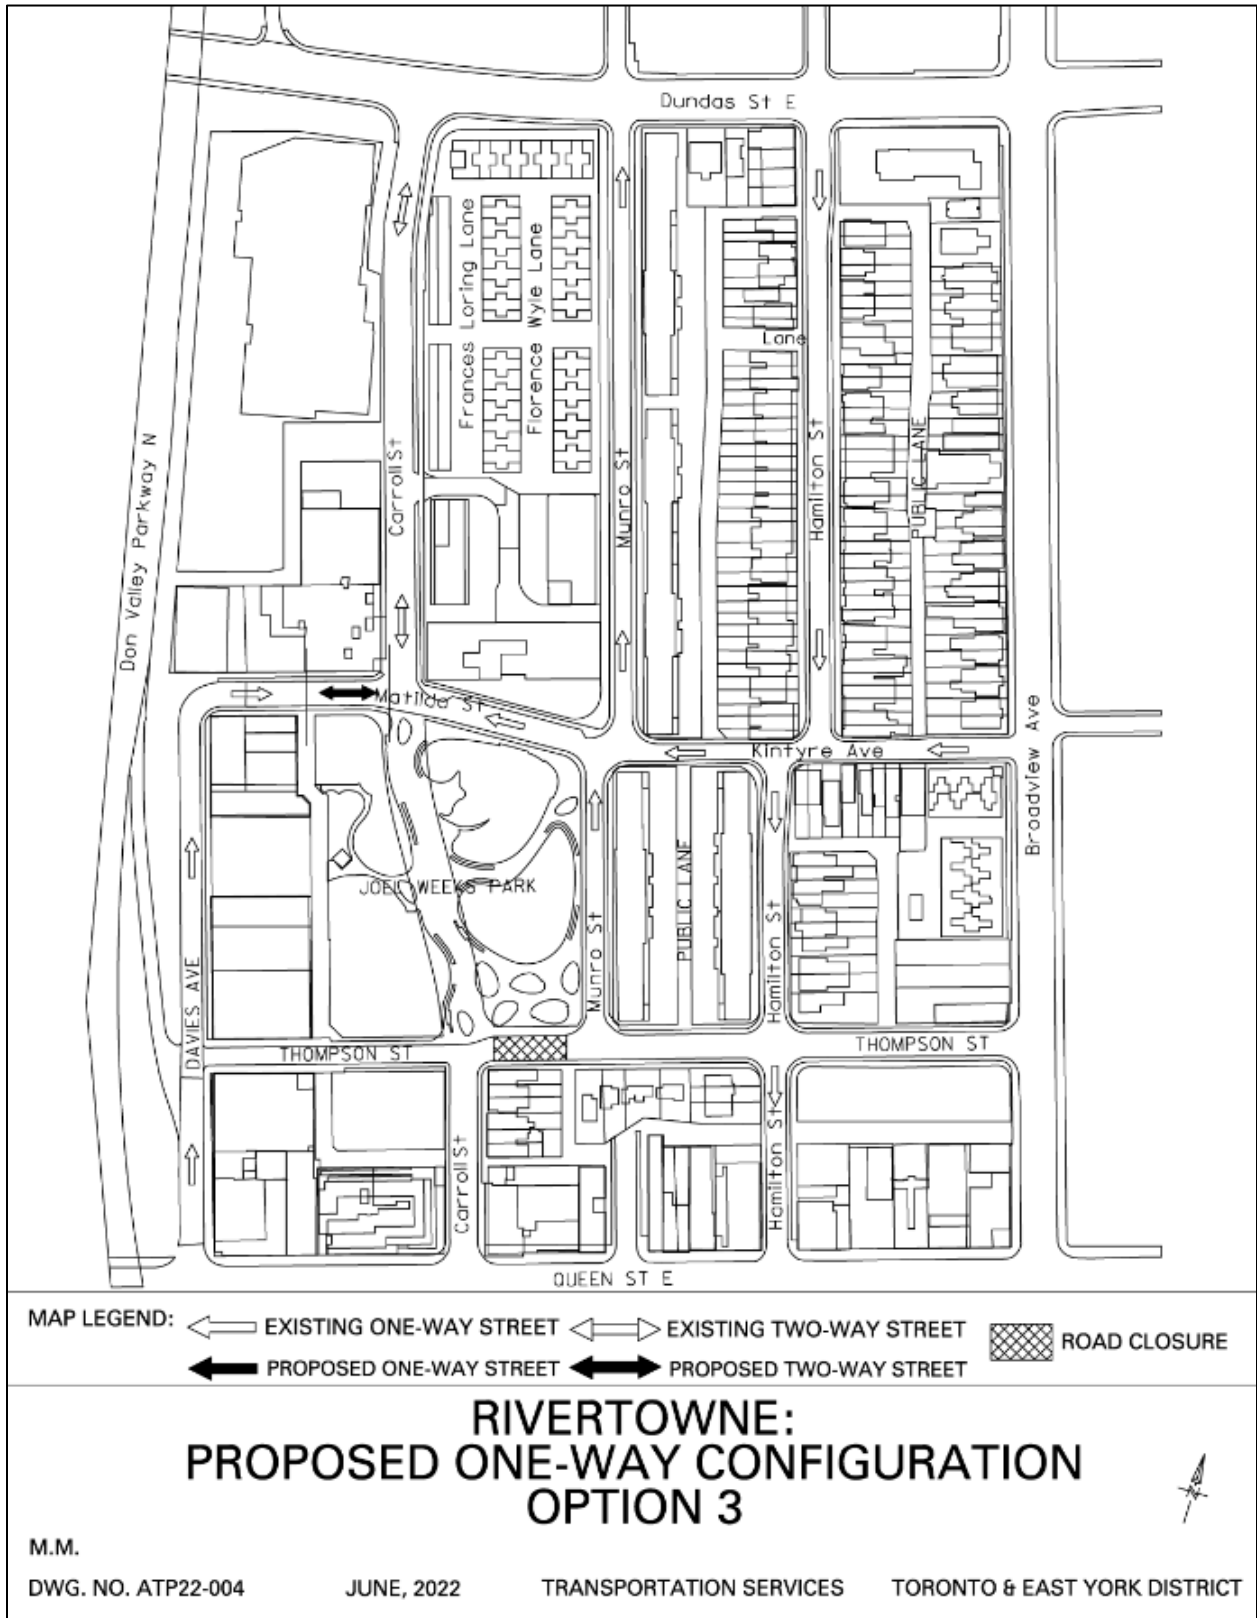 Dundas St E
Frances Loring Lane
Florence Wyle Lane
Lane
Carroll St
Munro St
Hamilton St
PUBLIC LANE
Don Valley Parkway N
Matilda St
Kintyre Ave
Broadview Ave
JOEL WEEKS PARK
PUBLIC LANE
Munro St
Hamilton St
DAVIES AVE
THOMPSON ST
THOMPSON ST
Carroll St
Hamilton St
QUEEN ST E
MAP LEGEND: EXISTING ONE-WAY STREET EXISTING TWO-WAY STREET ROAD CLOSURE
PROPOSED ONE-WAY STREET PROPOSED TWO-WAY STREET
RIVERTOWNE:
PROPOSED ONE-WAY CONFIGURATION
OPTION 3
N
M.M.
DWG. NO. ATP22-004 JUNE, 2022 TRANSPORTATION SERVICES TORONTO & EAST YORK DISTRICT